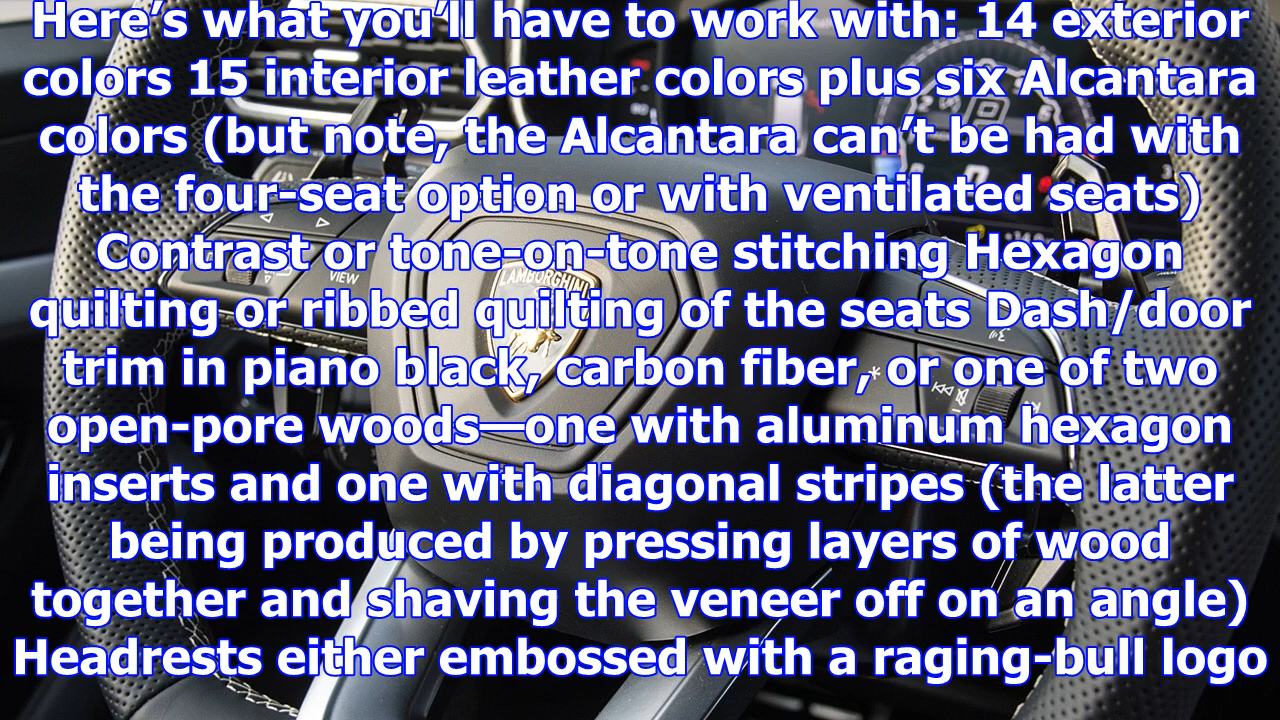 Here’s what you’ll have to work with: 14 exterior
colors 15 interior leather colors plus six Alcantara
colors (but note, the Alcantara can’t be had with
the four-seat option or with ventilated seats)
Contrast or tone-on-tone stitching Hexagon
VIEW
LAMBORGHINI
quilting or ribbed quilting of the seats Dash/door
trim in piano black, carbon fiber, or one of two
open-pore woods—one with aluminum hexagon
inserts and one with diagonal stripes (the latter
being produced by pressing layers of wood
together and shaving the veneer off on an angle)
Headrests either embossed with a raging-bull logo